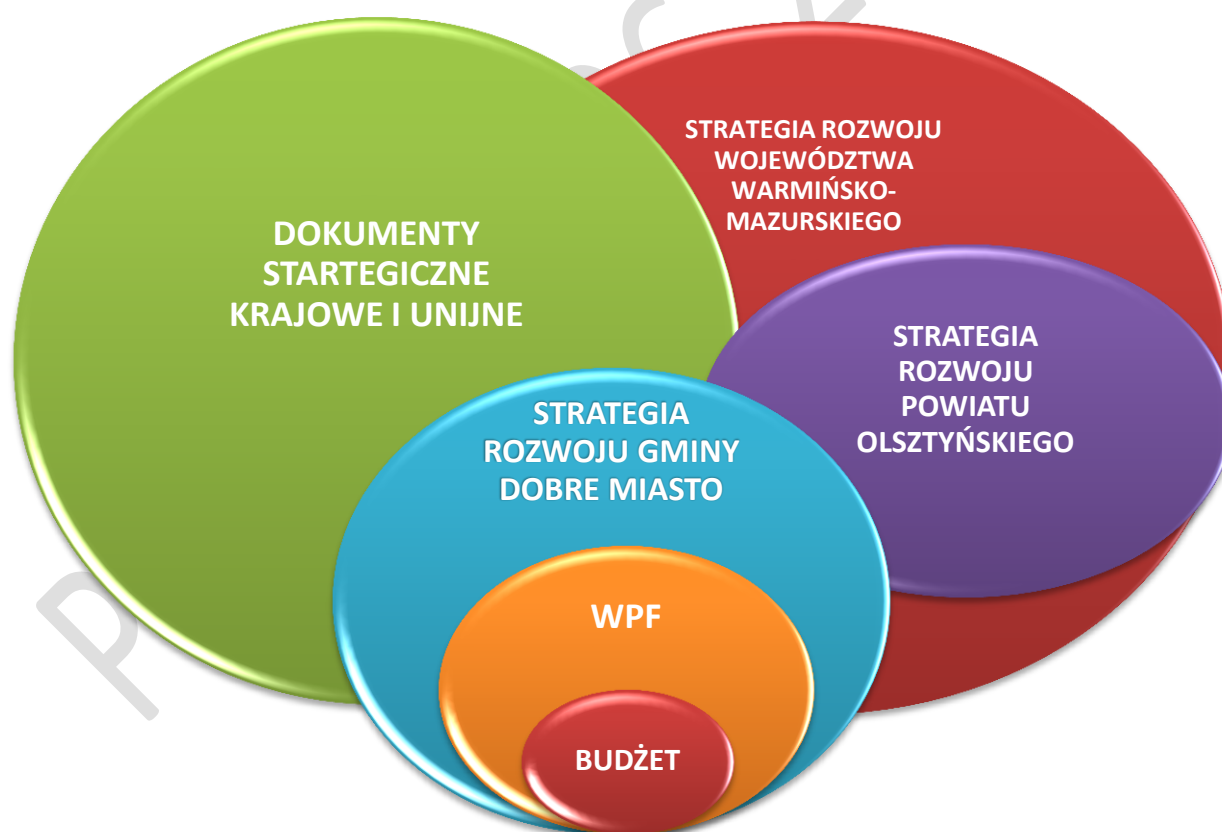 STRATEGIA ROZWOJU
WOJEWÓDZTWA
WARMIŃSKO-
MAZURSKIEGO
DOKUMENTY
STARTEGICZNE
KRAJOWE I UNIJNE
STRATEGIA
ROZWOJU
POWIATU
OLSZTYŃSKIEGO
STRATEGIA
ROZWOJU GMINY
DOBRE MIASTO
WPF
BUDŻET